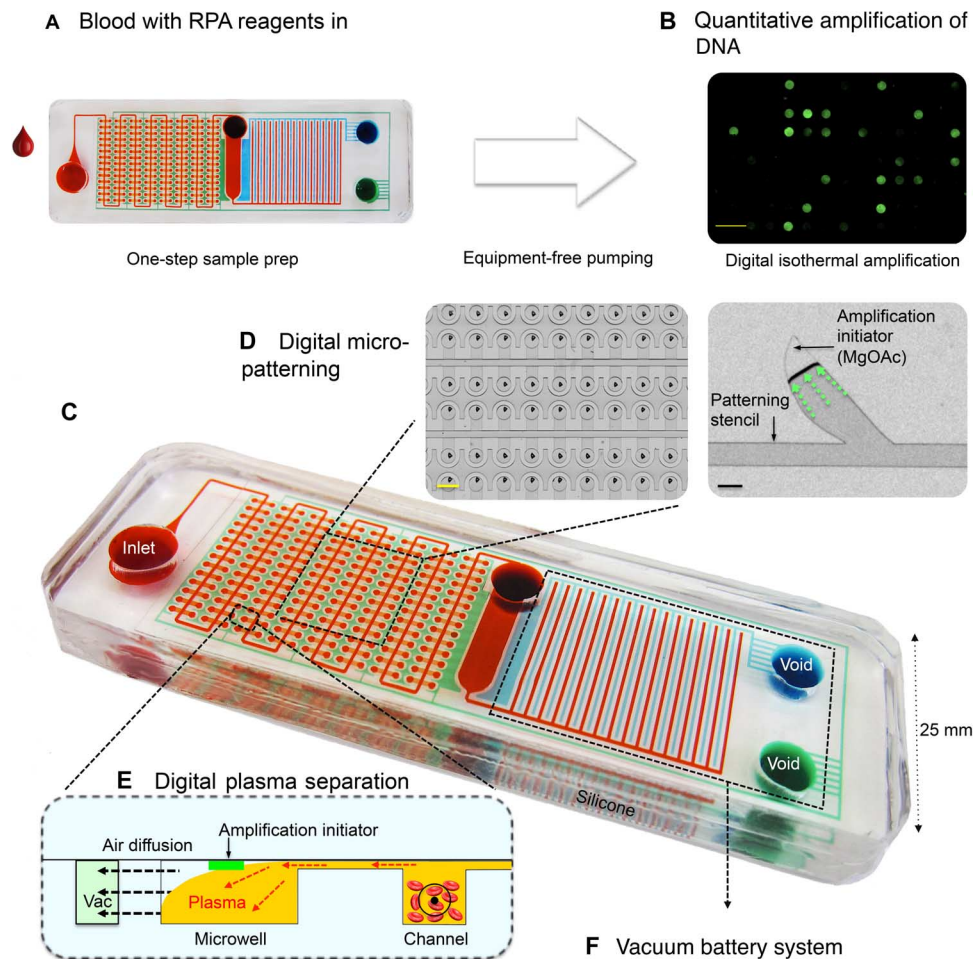 A Blood with RPA reagents in
B Quantitative amplification of
DNA
One-step sample prep
Equipment-free pumping
Digital isothermal amplification
D Digital micro-
patterning
Amplification
initiator
(MgOAc)
Patterning
stencil
C
Inlet
Void
Void
25 mm
Silicone
E Digital plasma separation
Amplification initiator
Air diffusion
Vac
Plasma
Microwell
Channel
F Vacuum battery system